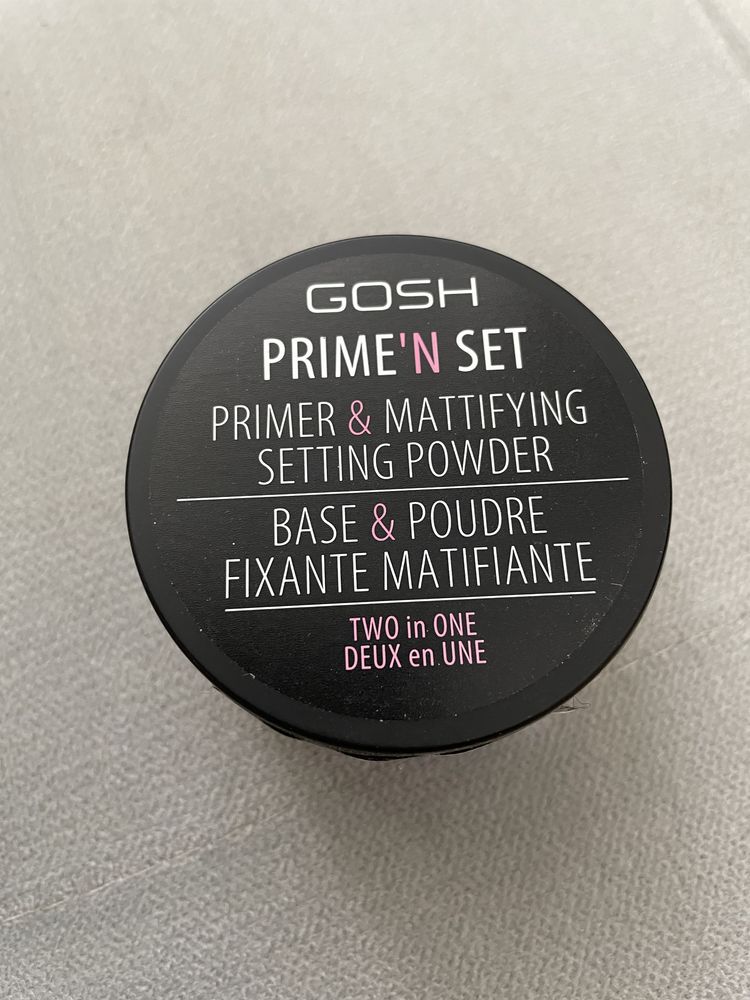 GOSH
PRIME'N SET
PRIMER & MATTIFYING
SETTING POWDER
BASE & POUDRE
FIXANTE MATIFIANTE
TWO in ONE
DEUX en UNE